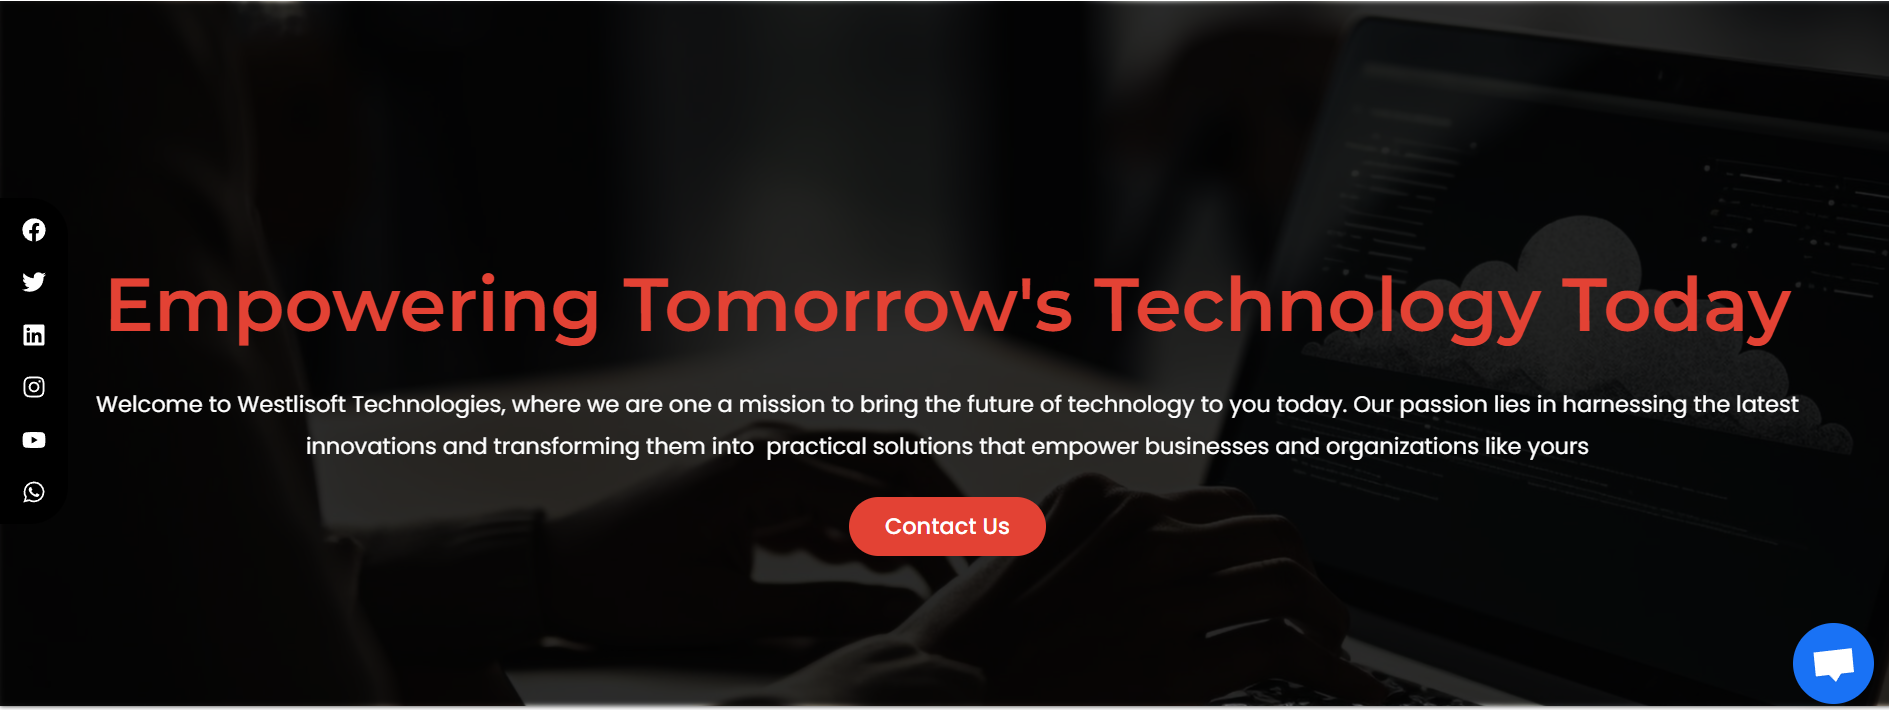 Empowering Tomorrow's Technology Today
Welcome to Westlisoft Technologies, where we are one a mission to bring the future of technology to you today. Our passion lies in harnessing the latest
innovations and transforming them into  practical solutions that empower businesses and organizations like yours
Contact Us